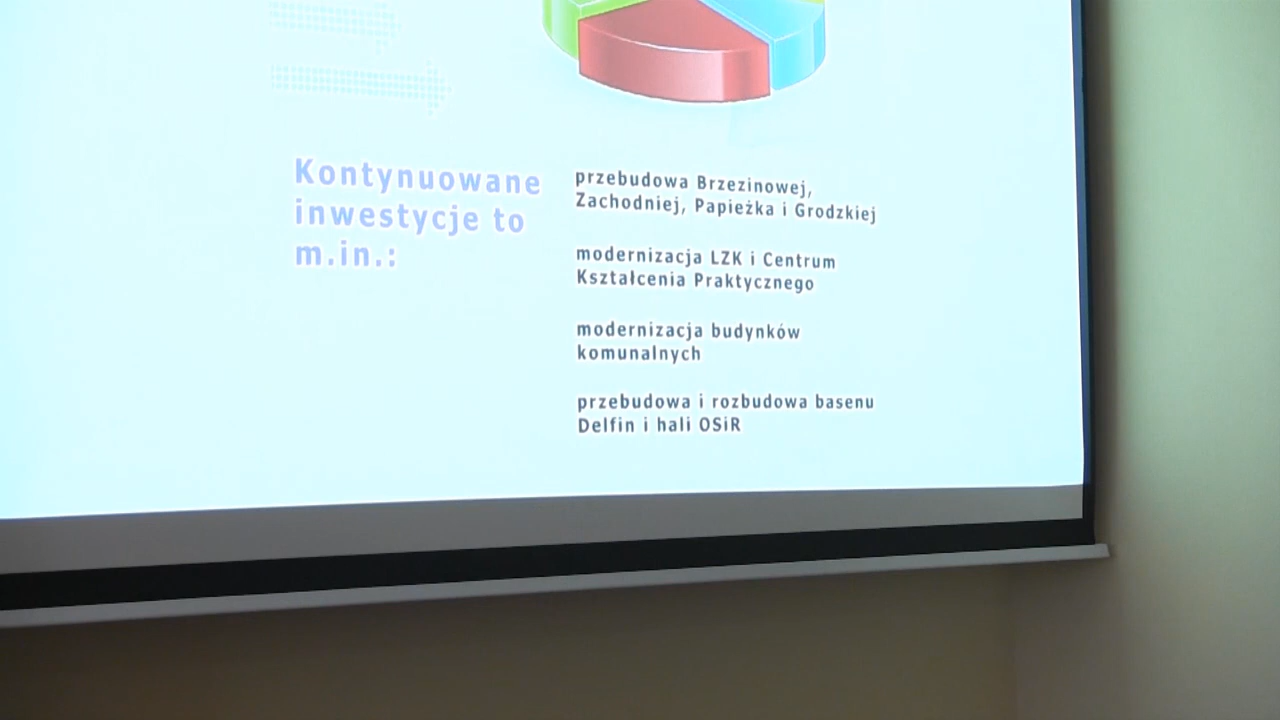 Kontynuowane
inwestycje to
m.in.:
przebudowa Brzezinowej,
Zachodniej, Papieżka i Grodzkiej
modernizacja LZK i Centrum
Kształcenia Praktycznego
modernizacja budynków
komunalnych
przebudowa i rozbudowa basenu
Delfin i hali OSiR